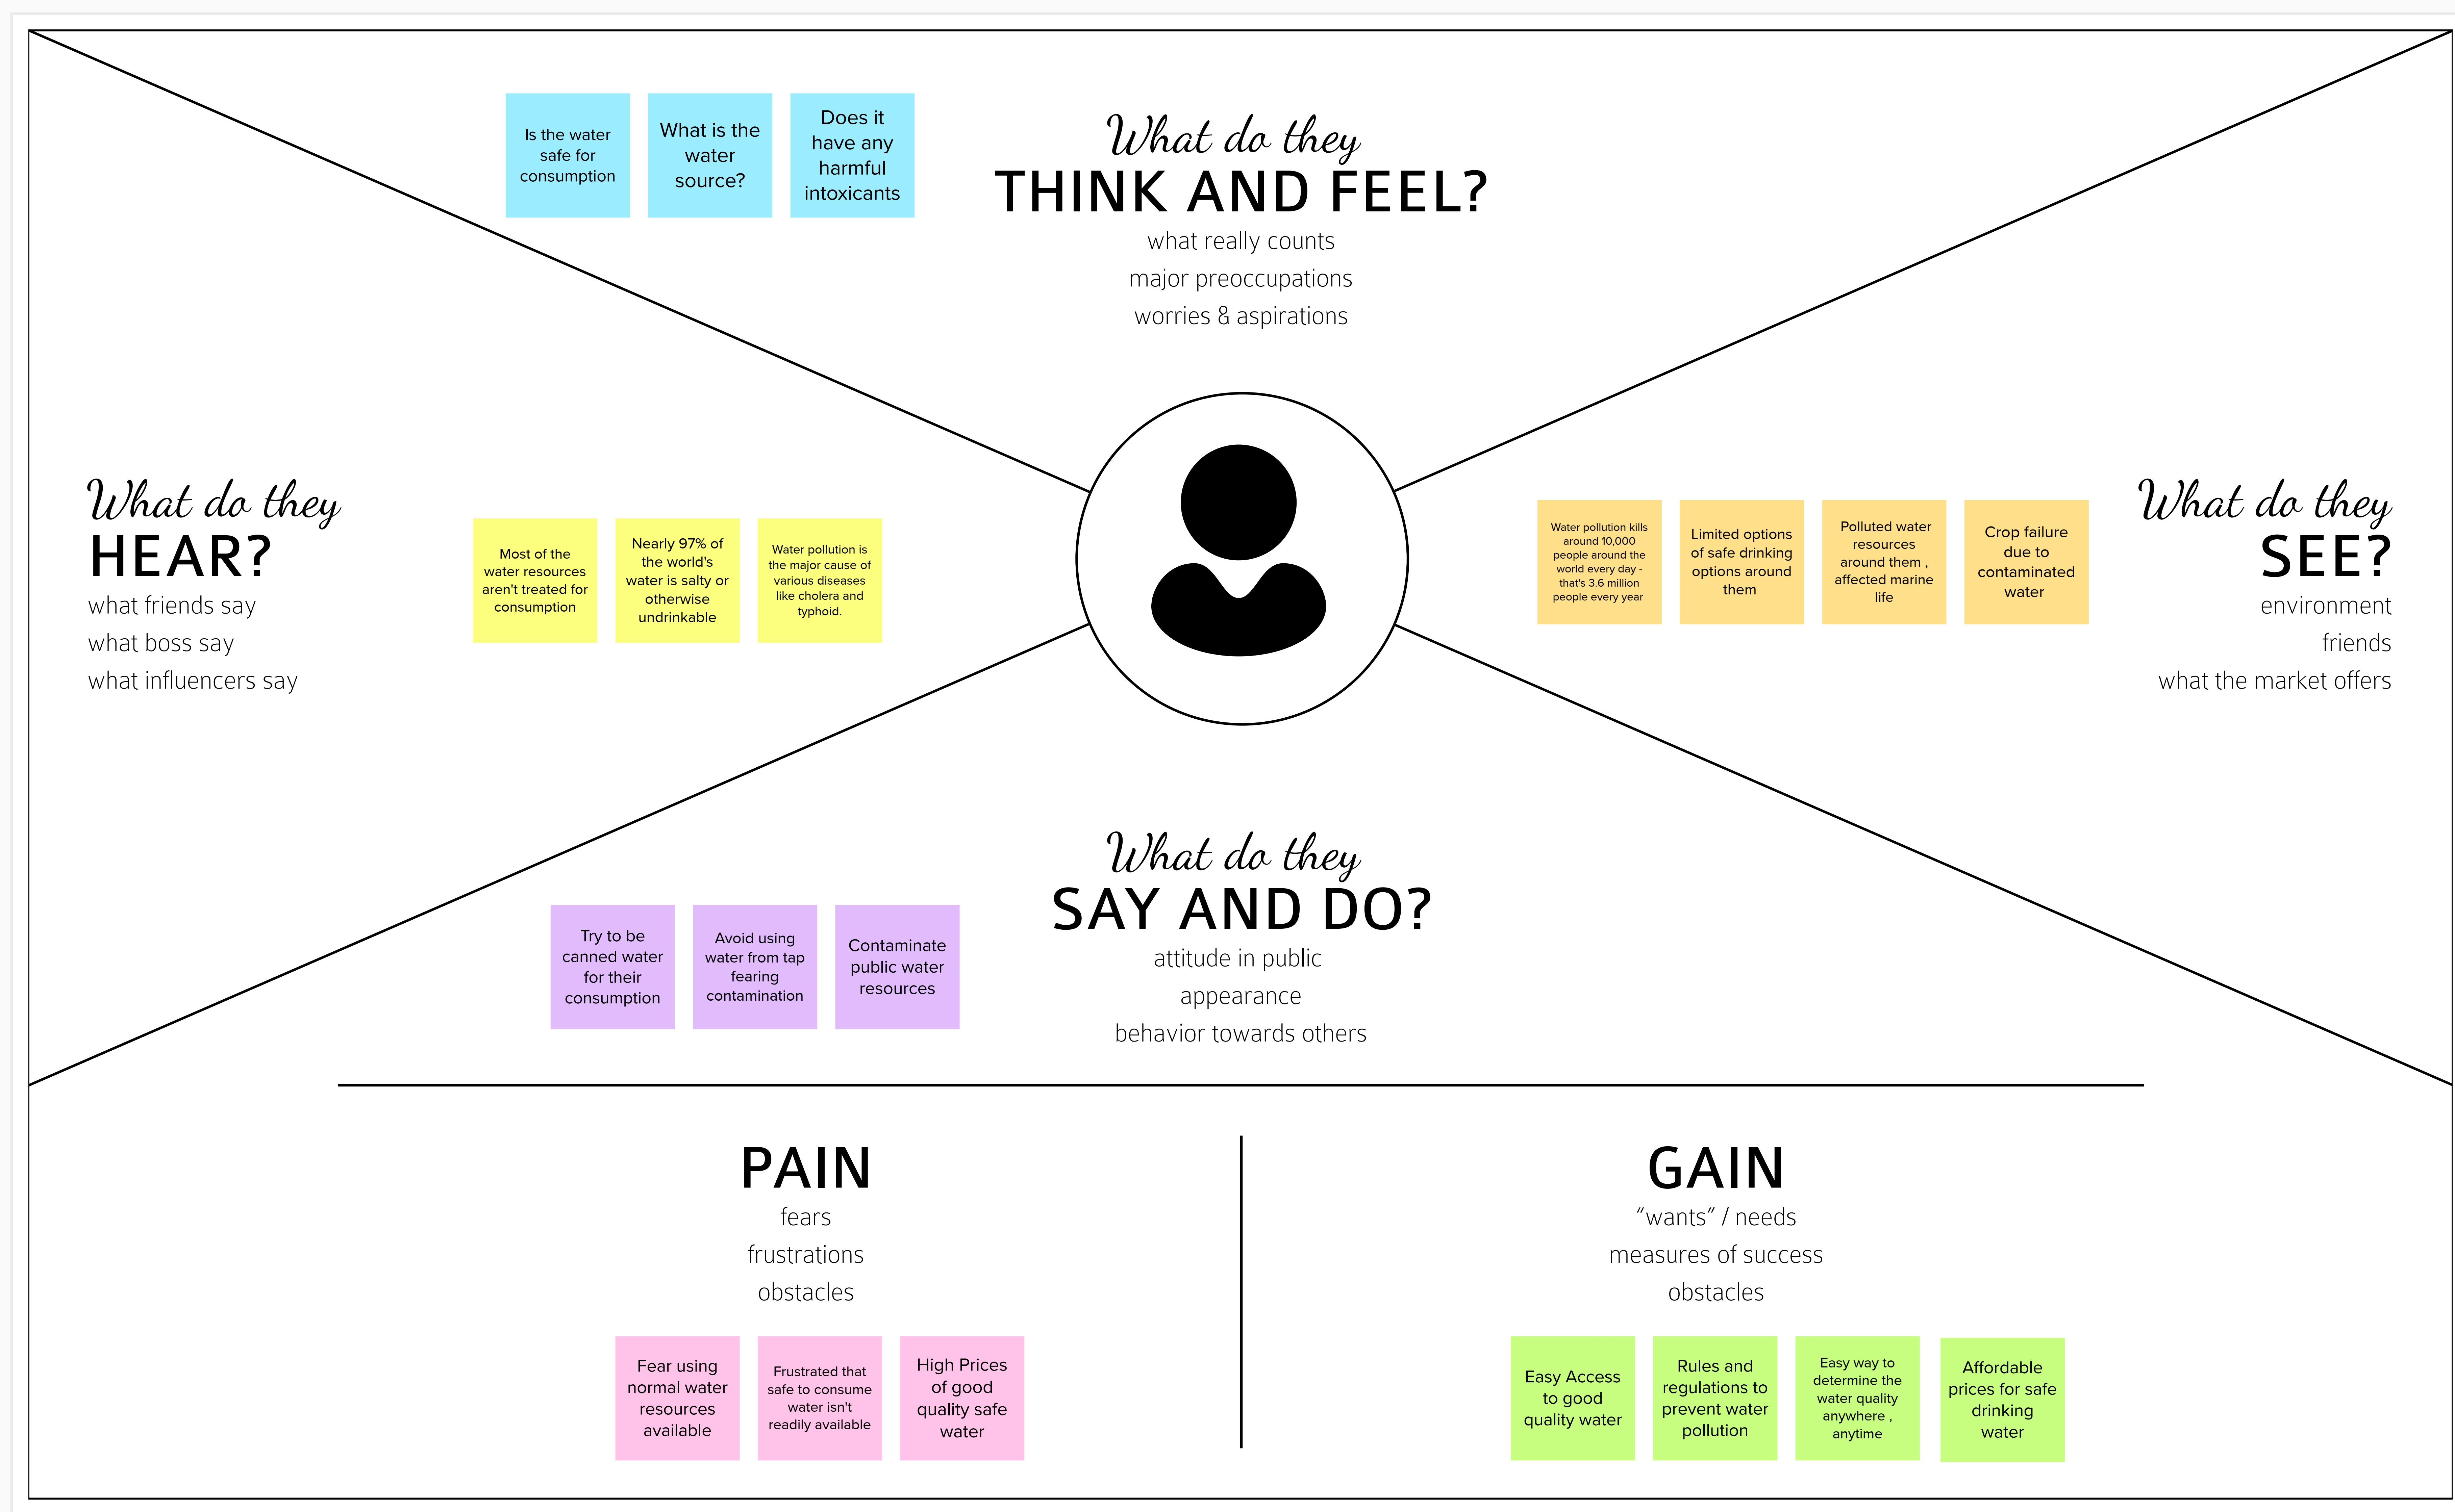 Is the water
safe for
consumption
What is the
water
source?
Does it
have any
harmful
intoxicants
What do they
THINK AND FEEL?
what really counts
major preoccupations
worries & aspirations
What do they
HEAR?
what friends say
what boss say
what influencers say
Most of the
water resources
aren't treated for
consumption
Nearly 97% of
the world's
water is salty or
otherwise
undrinkable
Water pollution is
the major cause of
various diseases
like cholera and
typhoid.
Water pollution kills
around 10,000
people around the
world every day -
that's 3.6 million
people every year
Limited options
of safe drinking
options around
them
Polluted water
resources
around them ,
affected marine
life
Crop failure
due to
contaminated
water
What do they
SEE?
environment
friends
what the market offers
What do they
SAY AND DO?
attitude in public
appearance
behavior towards others
Try to be
canned water
for their
consumption
Avoid using
water from tap
fearing
contamination
Contaminate
public water
resources
PAIN
fears
frustrations
obstacles
Fear using
normal water
resources
available
Frustrated that
safe to consume
water isn't
readily available
High Prices
of good
quality safe
water
GAIN
“wants” / needs
measures of success
obstacles
Easy Access
to good
quality water
Rules and
regulations to
prevent water
pollution
Easy way to
determine the
water quality
anywhere ,
anytime
Affordable
prices for safe
drinking
water